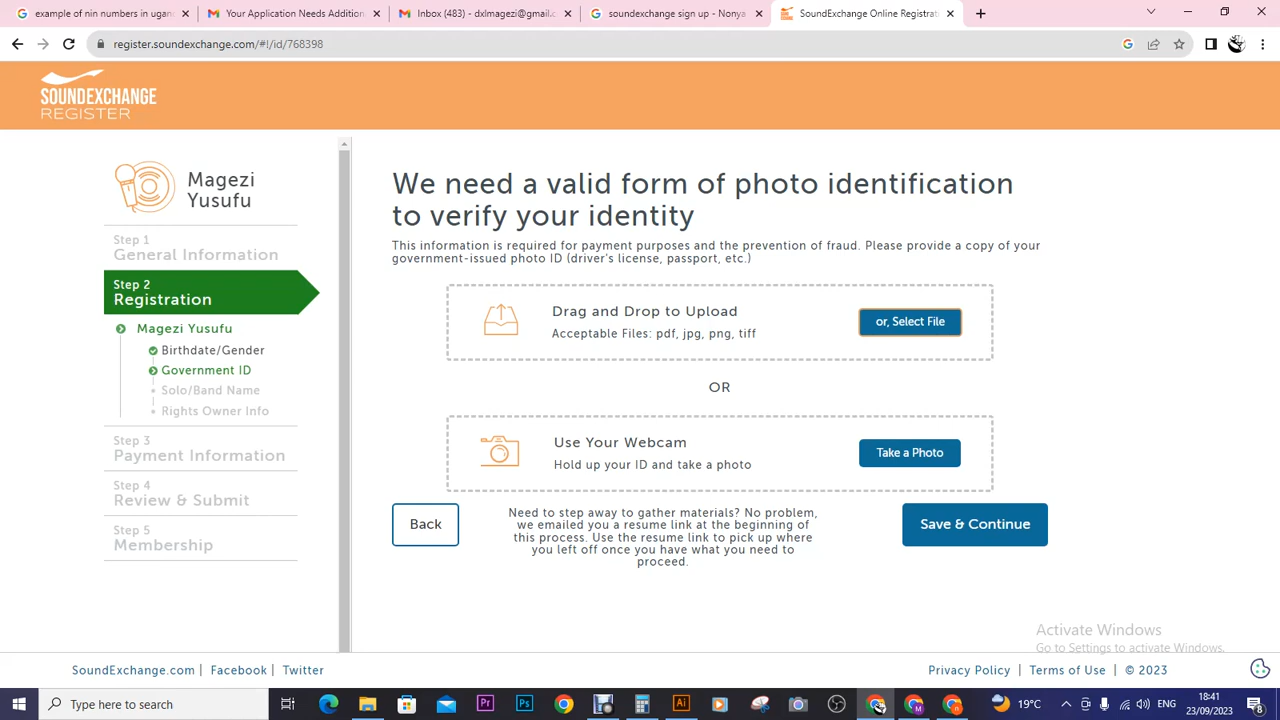 example of nin numbers in ugan
Your Application Needs Addition
Inbox (483) - dxlmagezi@gmail.c
soundexchange sign up - Nonya
SoundExchange Online Registrat
register.soundexchange.com/#!/id/768398
SOUNDEXCHANGE
REGISTER
Magezi
Yusufu
Step 1
General Information
Step 2
Registration
Magezi Yusufu
Birthdate/Gender
Government ID
Solo/Band Name
Rights Owner Info
Step 3
Payment Information
Step 4
Review & Submit
Step 5
Membership
We need a valid form of photo identification
to verify your identity
This information is required for payment purposes and the prevention of fraud. Please provide a copy of your
government-issued photo ID (driver's license, passport, etc.)
Drag and Drop to Upload
Acceptable Files: pdf, jpg, png, tiff
or, Select File
OR
Use Your Webcam
Hold up your ID and take a photo
Take a Photo
Back
Need to step away to gather materials? No problem,
we emailed you a resume link at the beginning of
this process. Use the resume link to pick up where
you left off once you have what you need to
proceed.
Save & Continue
Activate Windows
Go to Settings to activate Windows.
SoundExchange.com | Facebook | Twitter
Privacy Policy | Terms of Use | © 2023
Type here to search
Pr
Ps
Ai
19°C
ENG
18:41
23/09/2023
8